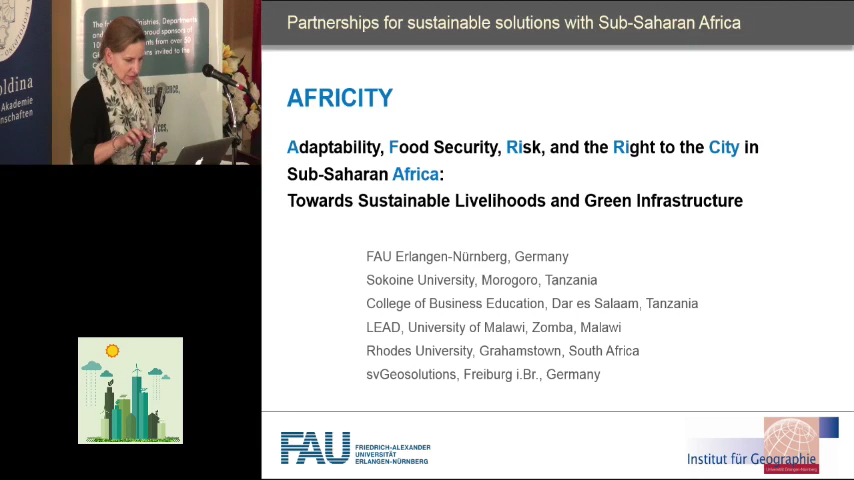 Partnerships for sustainable solutions with Sub-Saharan Africa
AFRICITY
Adaptability, Food Security, Risk, and the Right to the City in
Sub-Saharan Africa:
Towards Sustainable Livelihoods and Green Infrastructure
FAU Erlangen-Nürnberg, Germany
Sokoine University, Morogoro, Tanzania
College of Business Education, Dar es Salaam, Tanzania
LEAD, University of Malawi, Zomba, Malawi
Rhodes University, Grahamstown, South Africa
svGeosolutions, Freiburg i.Br., Germany
FAU
FRIEDRICH-ALEXANDER
UNIVERSITÄT
ERLANGEN-NÜRNBERG
Institut für Geographie
oldina
Akademie
enschaften